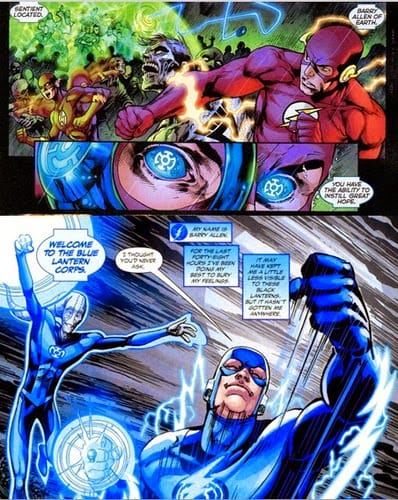 SENTIENT
LOCATED.
BARRY
ALLEN OF
EARTH.
YOU HAVE
THE ABILITY TO
INSTILL GREAT
HOPE.
WELCOME TO
THE BLUE
LANTERN
CORPS.
I THOUGHT
YOU'D NEVER
ASK.
MY NAME IS
BARRY ALLEN.
FOR THE LAST
FORTY-EIGHT
HOURS I'VE BEEN
DOING MY
BEST TO BURY
MY FEELINGS.
IT MAY
HAVE KEPT
ME A LITTLE
LESS VISIBLE
TO THESE
BLACK
LANTERNS.
BUT IT HASN'T
GOTTEN ME
ANYWHERE.